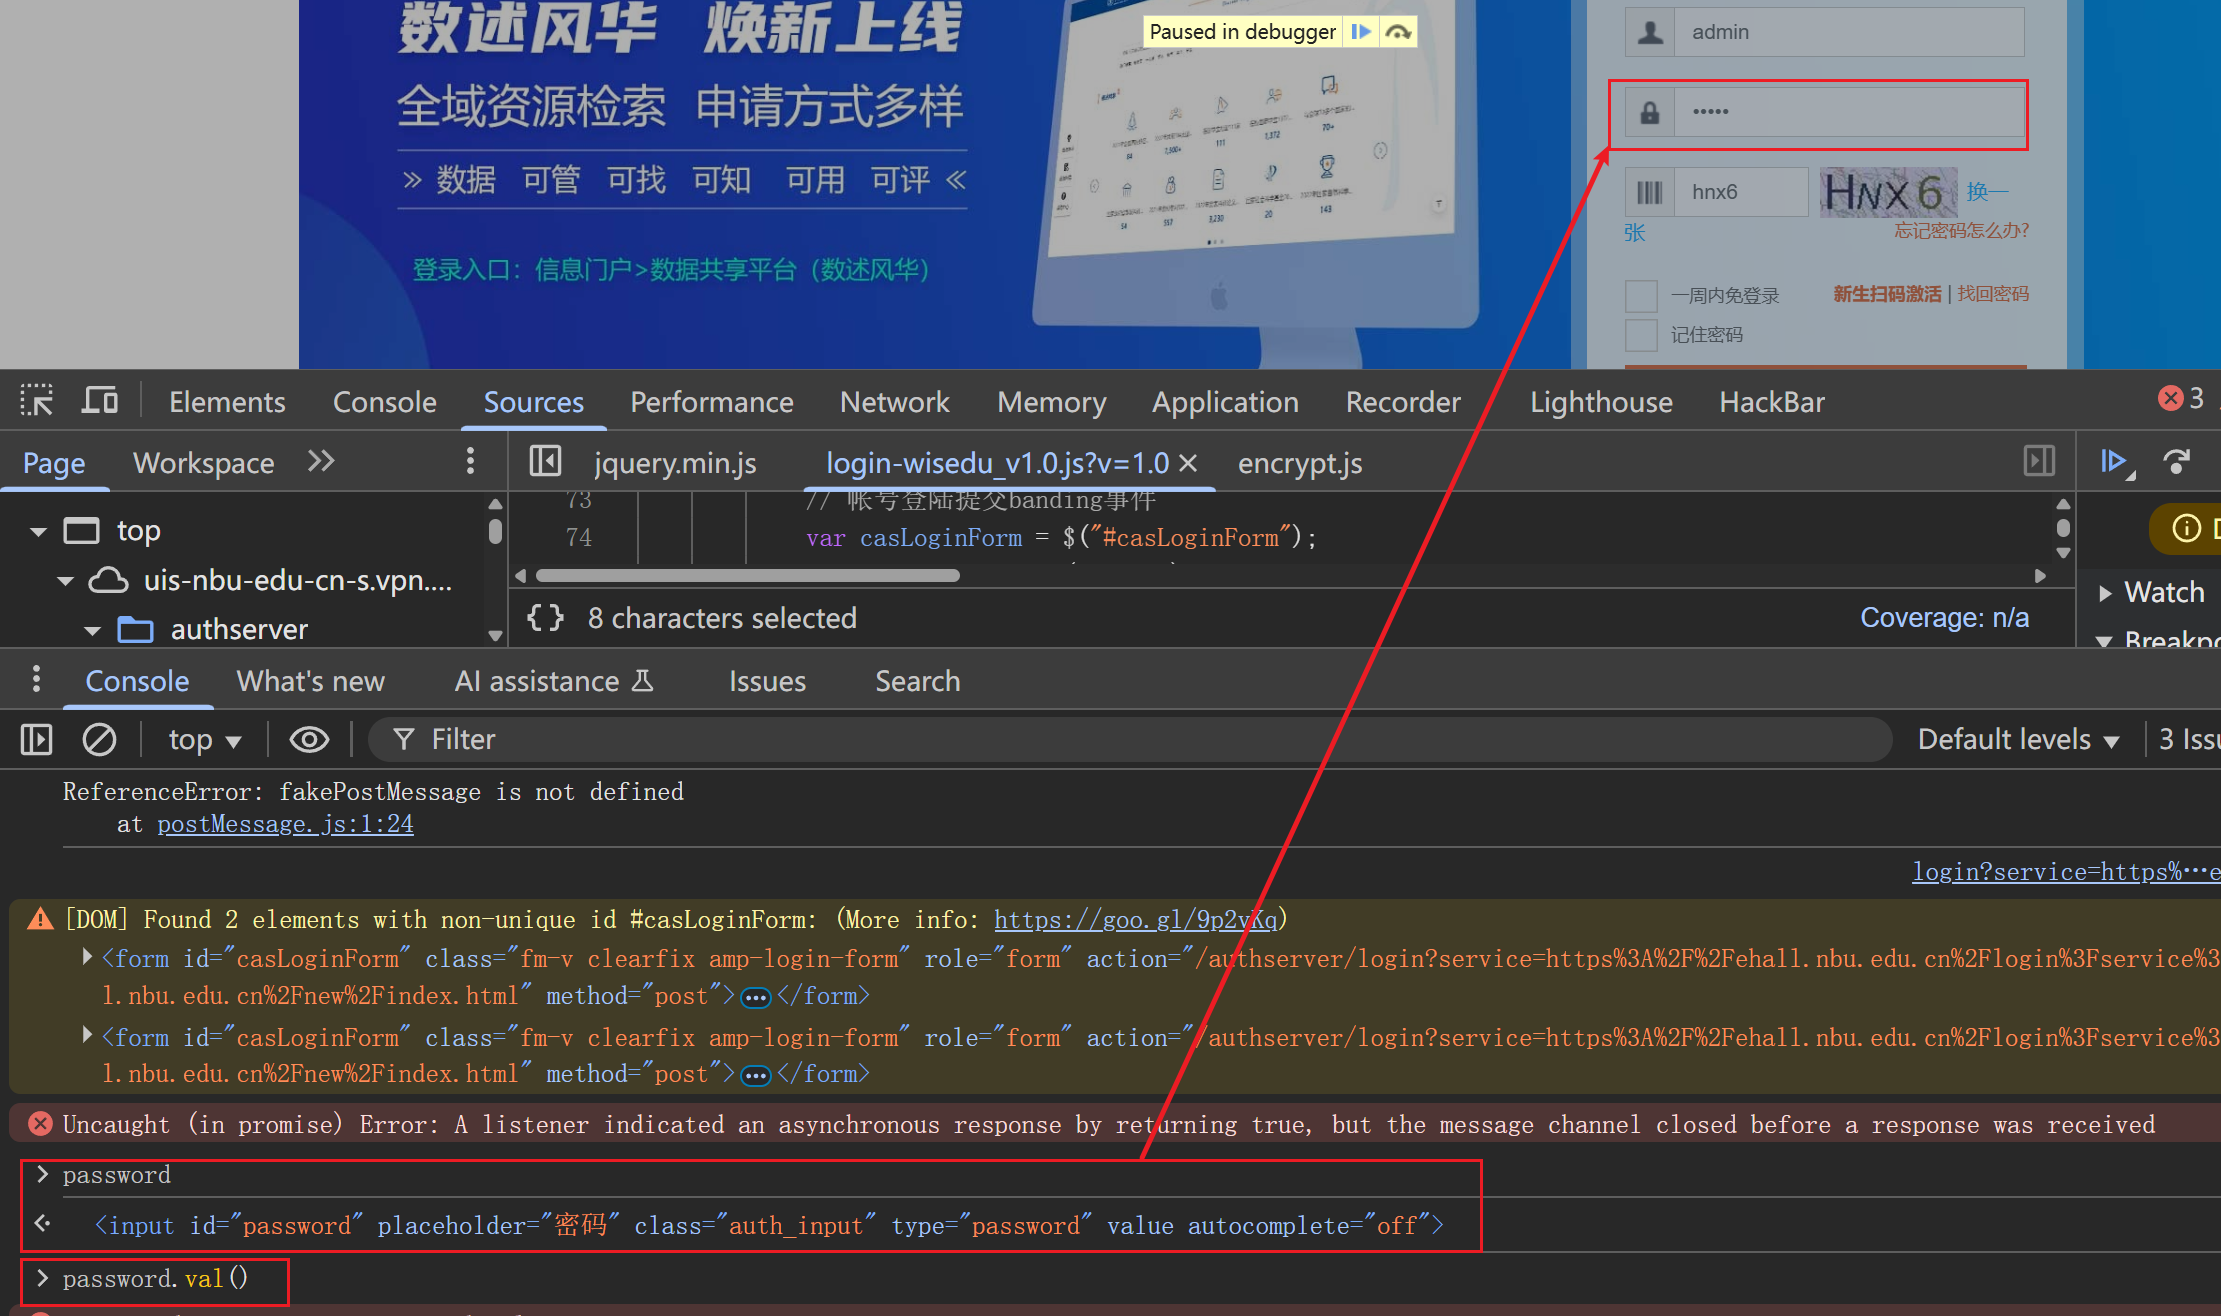 数述风华 焕新上线
全域资源检索 申请方式多样
» 数据 可管 可找 可知 可用 可评 «
登录入口：信息门户>数据共享平台（数述风华）
Paused in debugger
admin
•••••
hnx6
HNX6
换一
张
忘记密码怎么办?
一周内免登录
新生扫码激活 | 找回密码
记住密码
Elements Console Sources Performance Network Memory Application Recorder Lighthouse HackBar 3
Page Workspace
jquery.min.js login-wisedu_v1.0.js?v=1.0 encrypt.js
top
uis-nbu-edu-cn-s.vpn....
authserver
73 // 帐号登陆提交banding事件
74 var casLoginForm = $("#casLoginForm");
{ } 8 characters selected
Coverage: n/a
Watch
Console What's new AI assistance Issues Search
top Filter Default levels 3
ReferenceError: fakePostMessage is not defined
at postMessage.js:1:24
login?service=https%…e
[DOM] Found 2 elements with non-unique id #casLoginForm: (More info: https://goo.gl/9p2vKq)
<form id="casLoginForm" class="fm-v clearfix amp-login-form" role="form" action="/authserver/login?service=https%3A%2F%2Fehall.nbu.edu.cn%2Flogin%3Fservice%3
l.nbu.edu.cn%2Fnew%2Findex.html" method="post">…</form>
<form id="casLoginForm" class="fm-v clearfix amp-login-form" role="form" action="/authserver/login?service=https%3A%2F%2Fehall.nbu.edu.cn%2Flogin%3Fservice%3
l.nbu.edu.cn%2Fnew%2Findex.html" method="post">…</form>
Uncaught (in promise) Error: A listener indicated an asynchronous response by returning true, but the message channel closed before a response was received
> password
<input id="password" placeholder="密码" class="auth_input" type="password" value autocomplete="off">
> password.val()